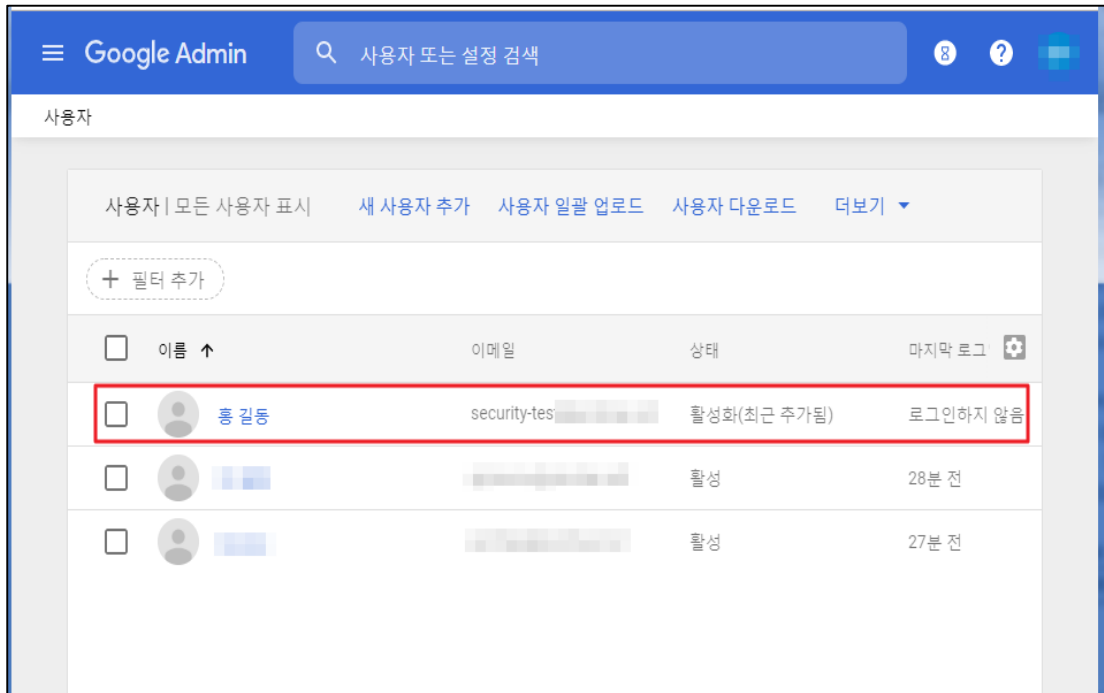 Google Admin 사용자 또는 설정 검색 8 ?
사용자
사용자 | 모든 사용자 표시 새 사용자 추가 사용자 일괄 업로드 사용자 다운로드 더보기
+ 필터 추가
이름 이메일 상태 마지막 로그
홍 길동 활성화(최근 추가됨) 로그인하지 않음
활성 28분 전
활성 27분 전